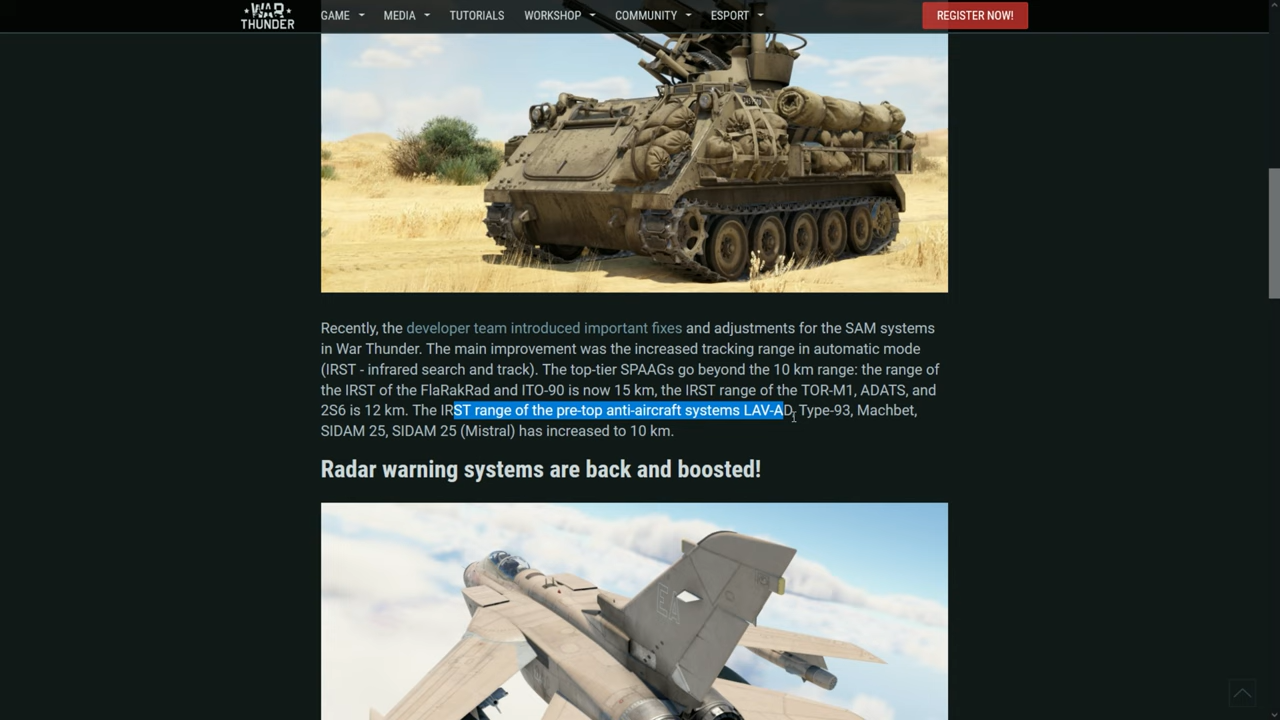 WAR
THUNDER
GAME
MEDIA
TUTORIALS
WORKSHOP
COMMUNITY
ESPORT
REGISTER NOW!
Recently, the developer team introduced important fixes and adjustments for the SAM systems
in War Thunder. The main improvement was the increased tracking range in automatic mode
(IRST - infrared search and track). The top-tier SPAAGs go beyond the 10 km range: the range of
the IRST of the FlaRakRad and ITO-90 is now 15 km, the IRST range of the TOR-M1, ADATS, and
2S6 is 12 km. The IRST range of the pre-top anti-aircraft systems LAV-AD, Type-93, Machbet,
SIDAM 25, SIDAM 25 (Mistral) has increased to 10 km.
Radar warning systems are back and boosted!